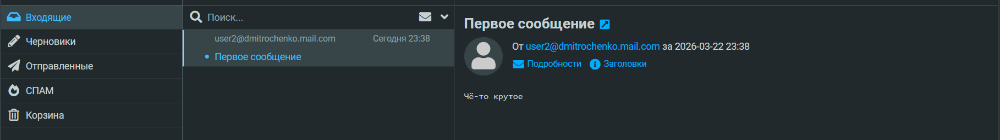 Входящие
Черновики
Отправленные
СПАМ
Корзина
Поиск...
user2@dmitrochenko.mail.com Сегодня 23:38
Первое сообщение
Первое сообщение
От user2@dmitrochenko.mail.com за 2026-03-22 23:38
Подробности Заголовки
Чё-то крутое